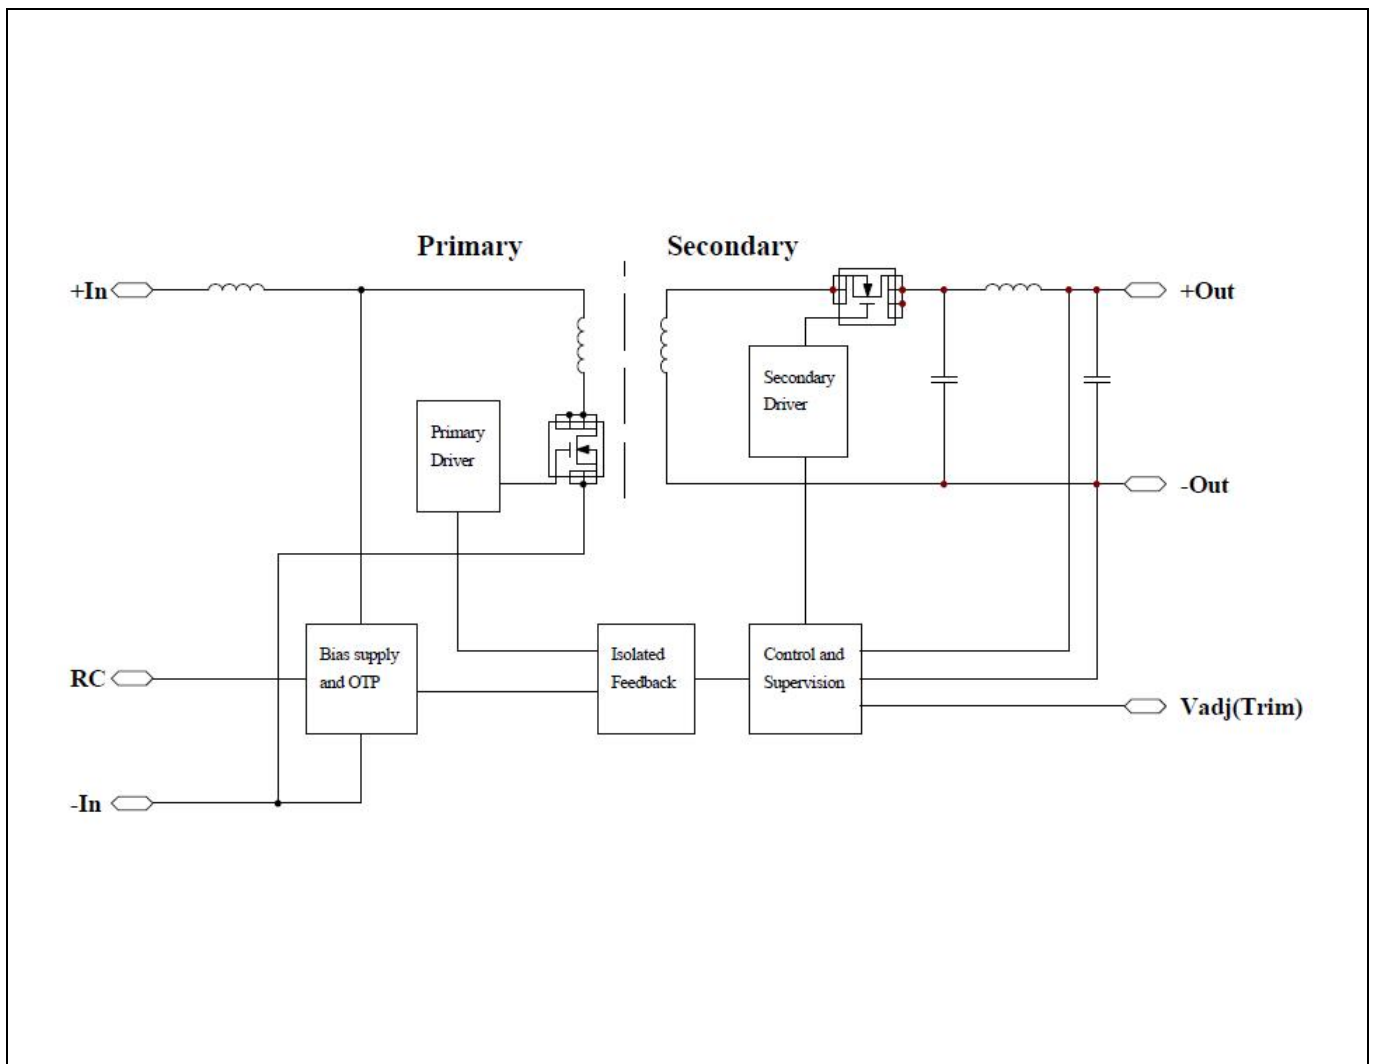 Primary
Secondary
+In
+Out
Secondary
Driver
Primary
Driver
-Out
Bias supply
and OTP
Isolated
Feedback
Control and
Supervision
RC
Vadj(Trim)
-In